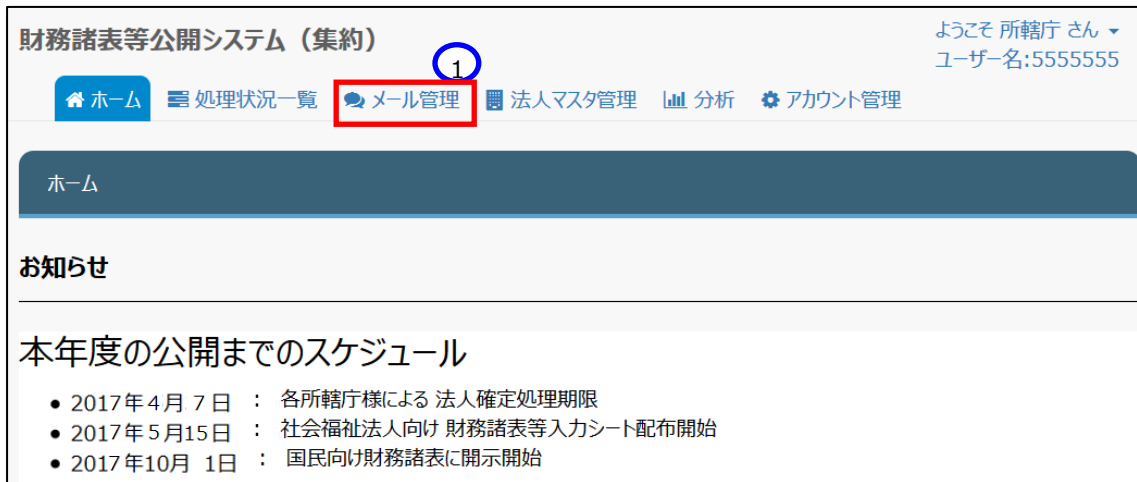 財務諸表等公開システム（集約）
ようこそ 所轄庁 さん
ユーザー名:5555555
1
ホーム 処理状況一覧 メール管理 法人マスタ管理 分析 アカウント管理
ホーム
お知らせ
本年度の公開までのスケジュール
● 2017年4月 7日 ： 各所轄庁様による 法人確定処理期限
● 2017年5月15日 ： 社会福祉法人向け 財務諸表等入力シート配布開始
● 2017年10月 1日 ： 国民向け財務諸表に開示開始